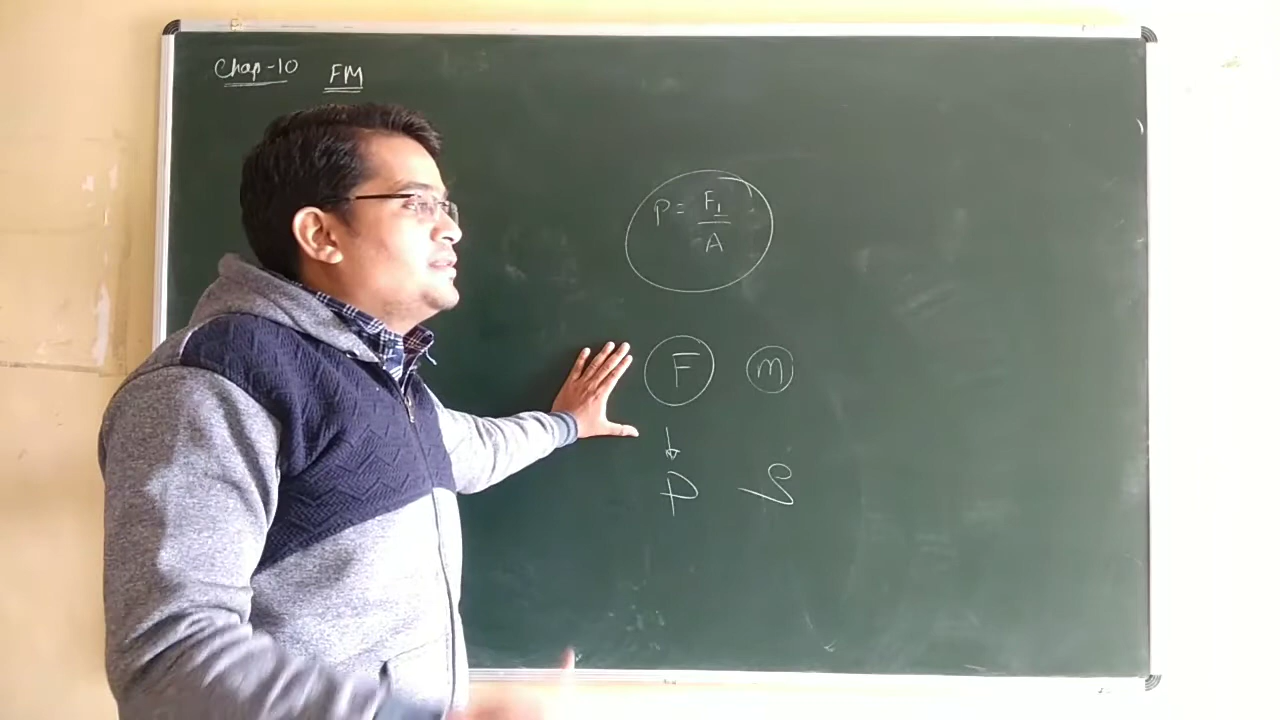 Chap-10 FM
P = F⊥
A
F m
↓
P S